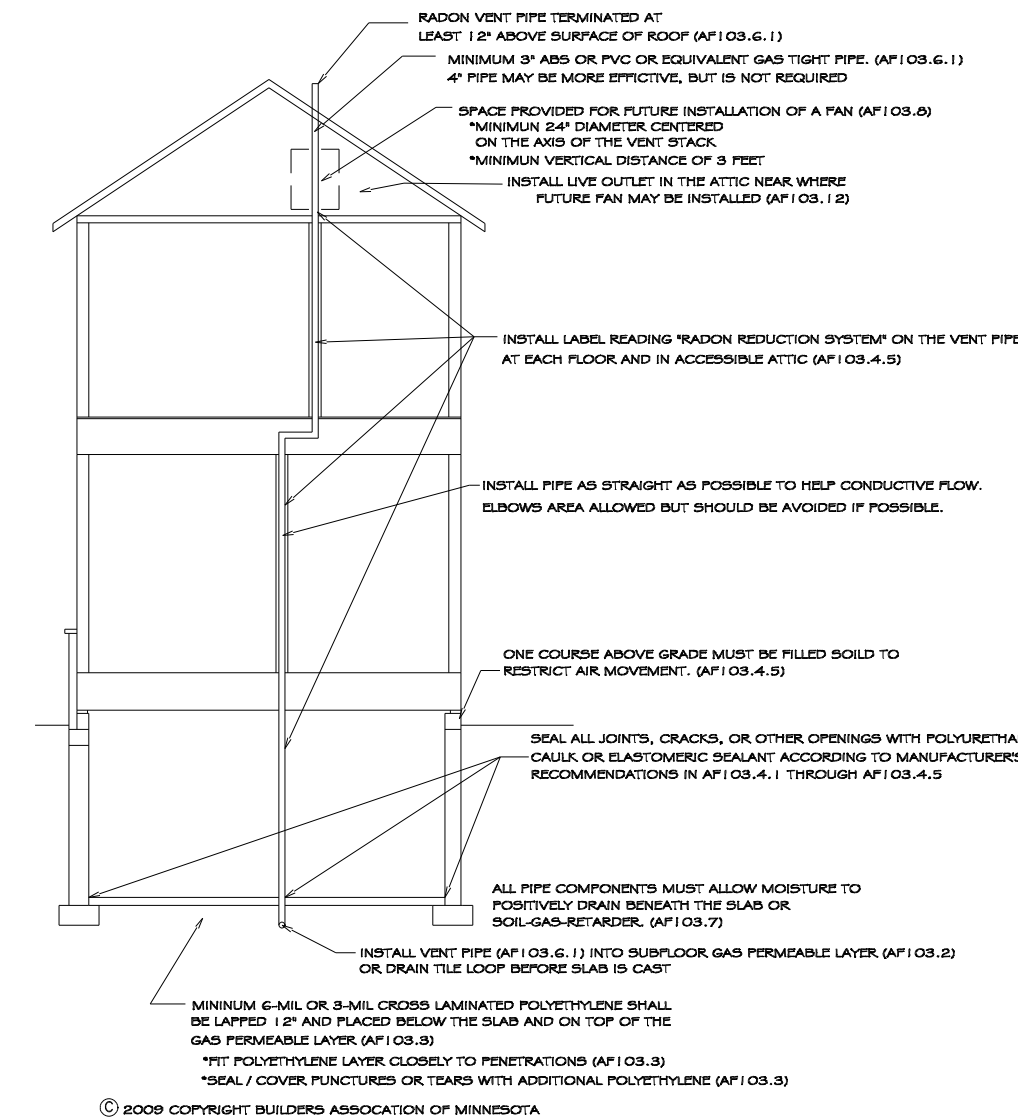 RADON VENT PIPE TERMINATED AT
LEAST 12" ABOVE SURFACE OF ROOF (AF103.6.1)
MINIMUM 3" ABS OR PVC OR EQUIVALENT GAS TIGHT PIPE. (AF103.6.1)
4" PIPE MAY BE MORE EFFICTIVE, BUT IS NOT REQUIRED
SPACE PROVIDED FOR FUTURE INSTALLATION OF A FAN (AF103.8)
*MINIMUN 24" DIAMETER CENTERED
ON THE AXIS OF THE VENT STACK
*MINIMUN VERTICAL DISTANCE OF 3 FEET
INSTALL LIVE OUTLET IN THE ATTIC NEAR WHERE
FUTURE FAN MAY BE INSTALLED (AF103.12)
INSTALL LABEL READING "RADON REDUCTION SYSTEM" ON THE VENT PIPE
AT EACH FLOOR AND IN ACCESSIBLE ATTIC (AF103.4.5)
INSTALL PIPE AS STRAIGHT AS POSSIBLE TO HELP CONDUCTIVE FLOW.
ELBOWS AREA ALLOWED BUT SHOULD BE AVOIDED IF POSSIBLE.
ONE COURSE ABOVE GRADE MUST BE FILLED SOILD TO
RESTRICT AIR MOVEMENT. (AF103.4.5)
SEAL ALL JOINTS, CRACKS, OR OTHER OPENINGS WITH POLYURETHA
CAULK OR ELASTOMERIC SEALANT ACCORDING TO MANUFACTURER'S
RECOMMENDATIONS IN AF103.4.1 THROUGH AF103.4.5
ALL PIPE COMPONENTS MUST ALLOW MOISTURE TO
POSITIVELY DRAIN BENEATH THE SLAB OR
SOIL-GAS-RETARDER. (AF103.7)
INSTALL VENT PIPE (AF103.6.1) INTO SUBFLOOR GAS PERMEABLE LAYER (AF103.2)
OR DRAIN TILE LOOP BEFORE SLAB IS CAST
MININUM 6-MIL OR 3-MIL CROSS LAMINATED POLYETHYLENE SHALL
BE LAPPED 12" AND PLACED BELOW THE SLAB AND ON TOP OF THE
GAS PERMEABLE LAYER (AF103.3)
*FIT POLYETHYLENE LAYER CLOSELY TO PENETRATIONS (AF103.3)
*SEAL / COVER PUNCTURES OR TEARS WITH ADDITIONAL POLYETHYLENE (AF103.3)
© 2009 COPYRIGHT BUILDERS ASSOCATION OF MINNESOTA